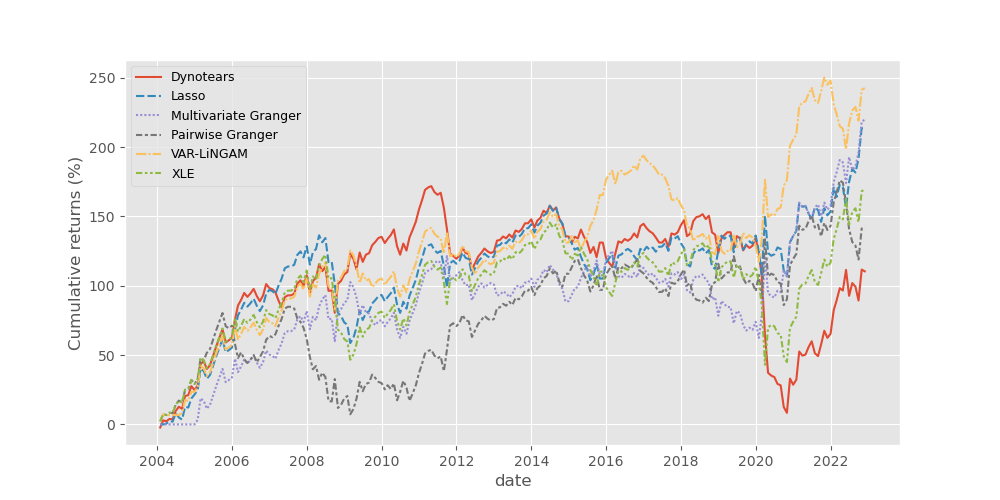 Cumulative returns (%)
250
200
150
100
50
0
Dynotears
Lasso
Multivariate Granger
Pairwise Granger
VAR-LiNGAM
XLE
2004 2006 2008 2010 2012 2014 2016 2018 2020 2022
date